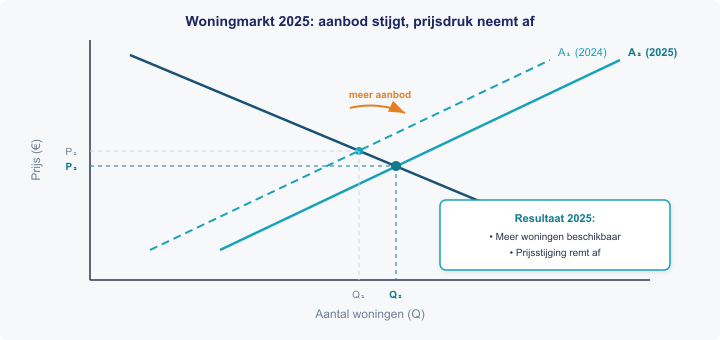 Woningmarkt 2025: aanbod stijgt, prijsdruk neemt af
A₁ (2024)
A₂ (2025)
meer aanbod
Prijs (€)
P₁
P₂
Resultaat 2025:
• Meer woningen beschikbaar
• Prijsstijging remt af
Q₁
Q₂
Aantal woningen (Q)